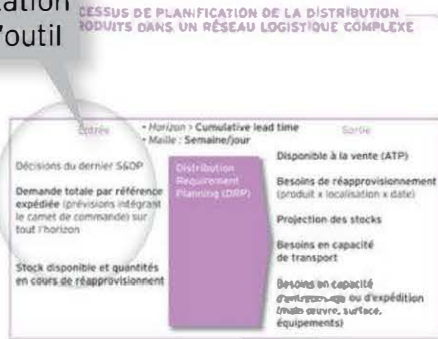 cation
'outil
CESSUS DE PLANIFICATION DE LA DISTRIBUTION
RODUITS DANS UN RÉSEAU LOGISTIQUE COMPLEXE
Entrée
• Horizon > Cumulative lead time
• Maille : Semaine/jour
Sortie
Décisions du dernier S&OP
Demande totale par référence
expédiée (prévisions intégrant
le carnet de commande) sur
tout l'horizon
Stock disponible et quantités
en cours de réapprovisionnent
Distribution
Requirement
Planning (DRP)
Disponible à la vente (ATP)
Besoins de réapprovisionnement
(produit x localisation x date)
Projection des stocks
Besoins en capacité
de transport
Besoins en capacité
d'entreposage ou d'expédition
(main œuvre, surface,
équipements)